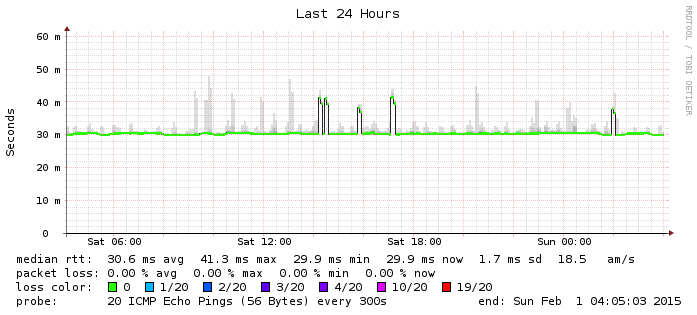 Last 24 Hours
RRDTOOL / TOBI OETIKER
Seconds
60 m
50 m
40 m
30 m
20 m
10 m
0
Sat 06:00 Sat 12:00 Sat 18:00 Sun 00:00
median rtt: 30.6 ms avg 41.3 ms max 29.9 ms min 29.9 ms now 1.7 ms sd 18.5 am/s
packet loss: 0.00 % avg 0.00 % max 0.00 % min 0.00 % now
loss color: 0 1/20 2/20 3/20 4/20 10/20 19/20
probe: 20 ICMP Echo Pings (56 Bytes) every 300s end: Sun Feb 1 04:05:03 2015